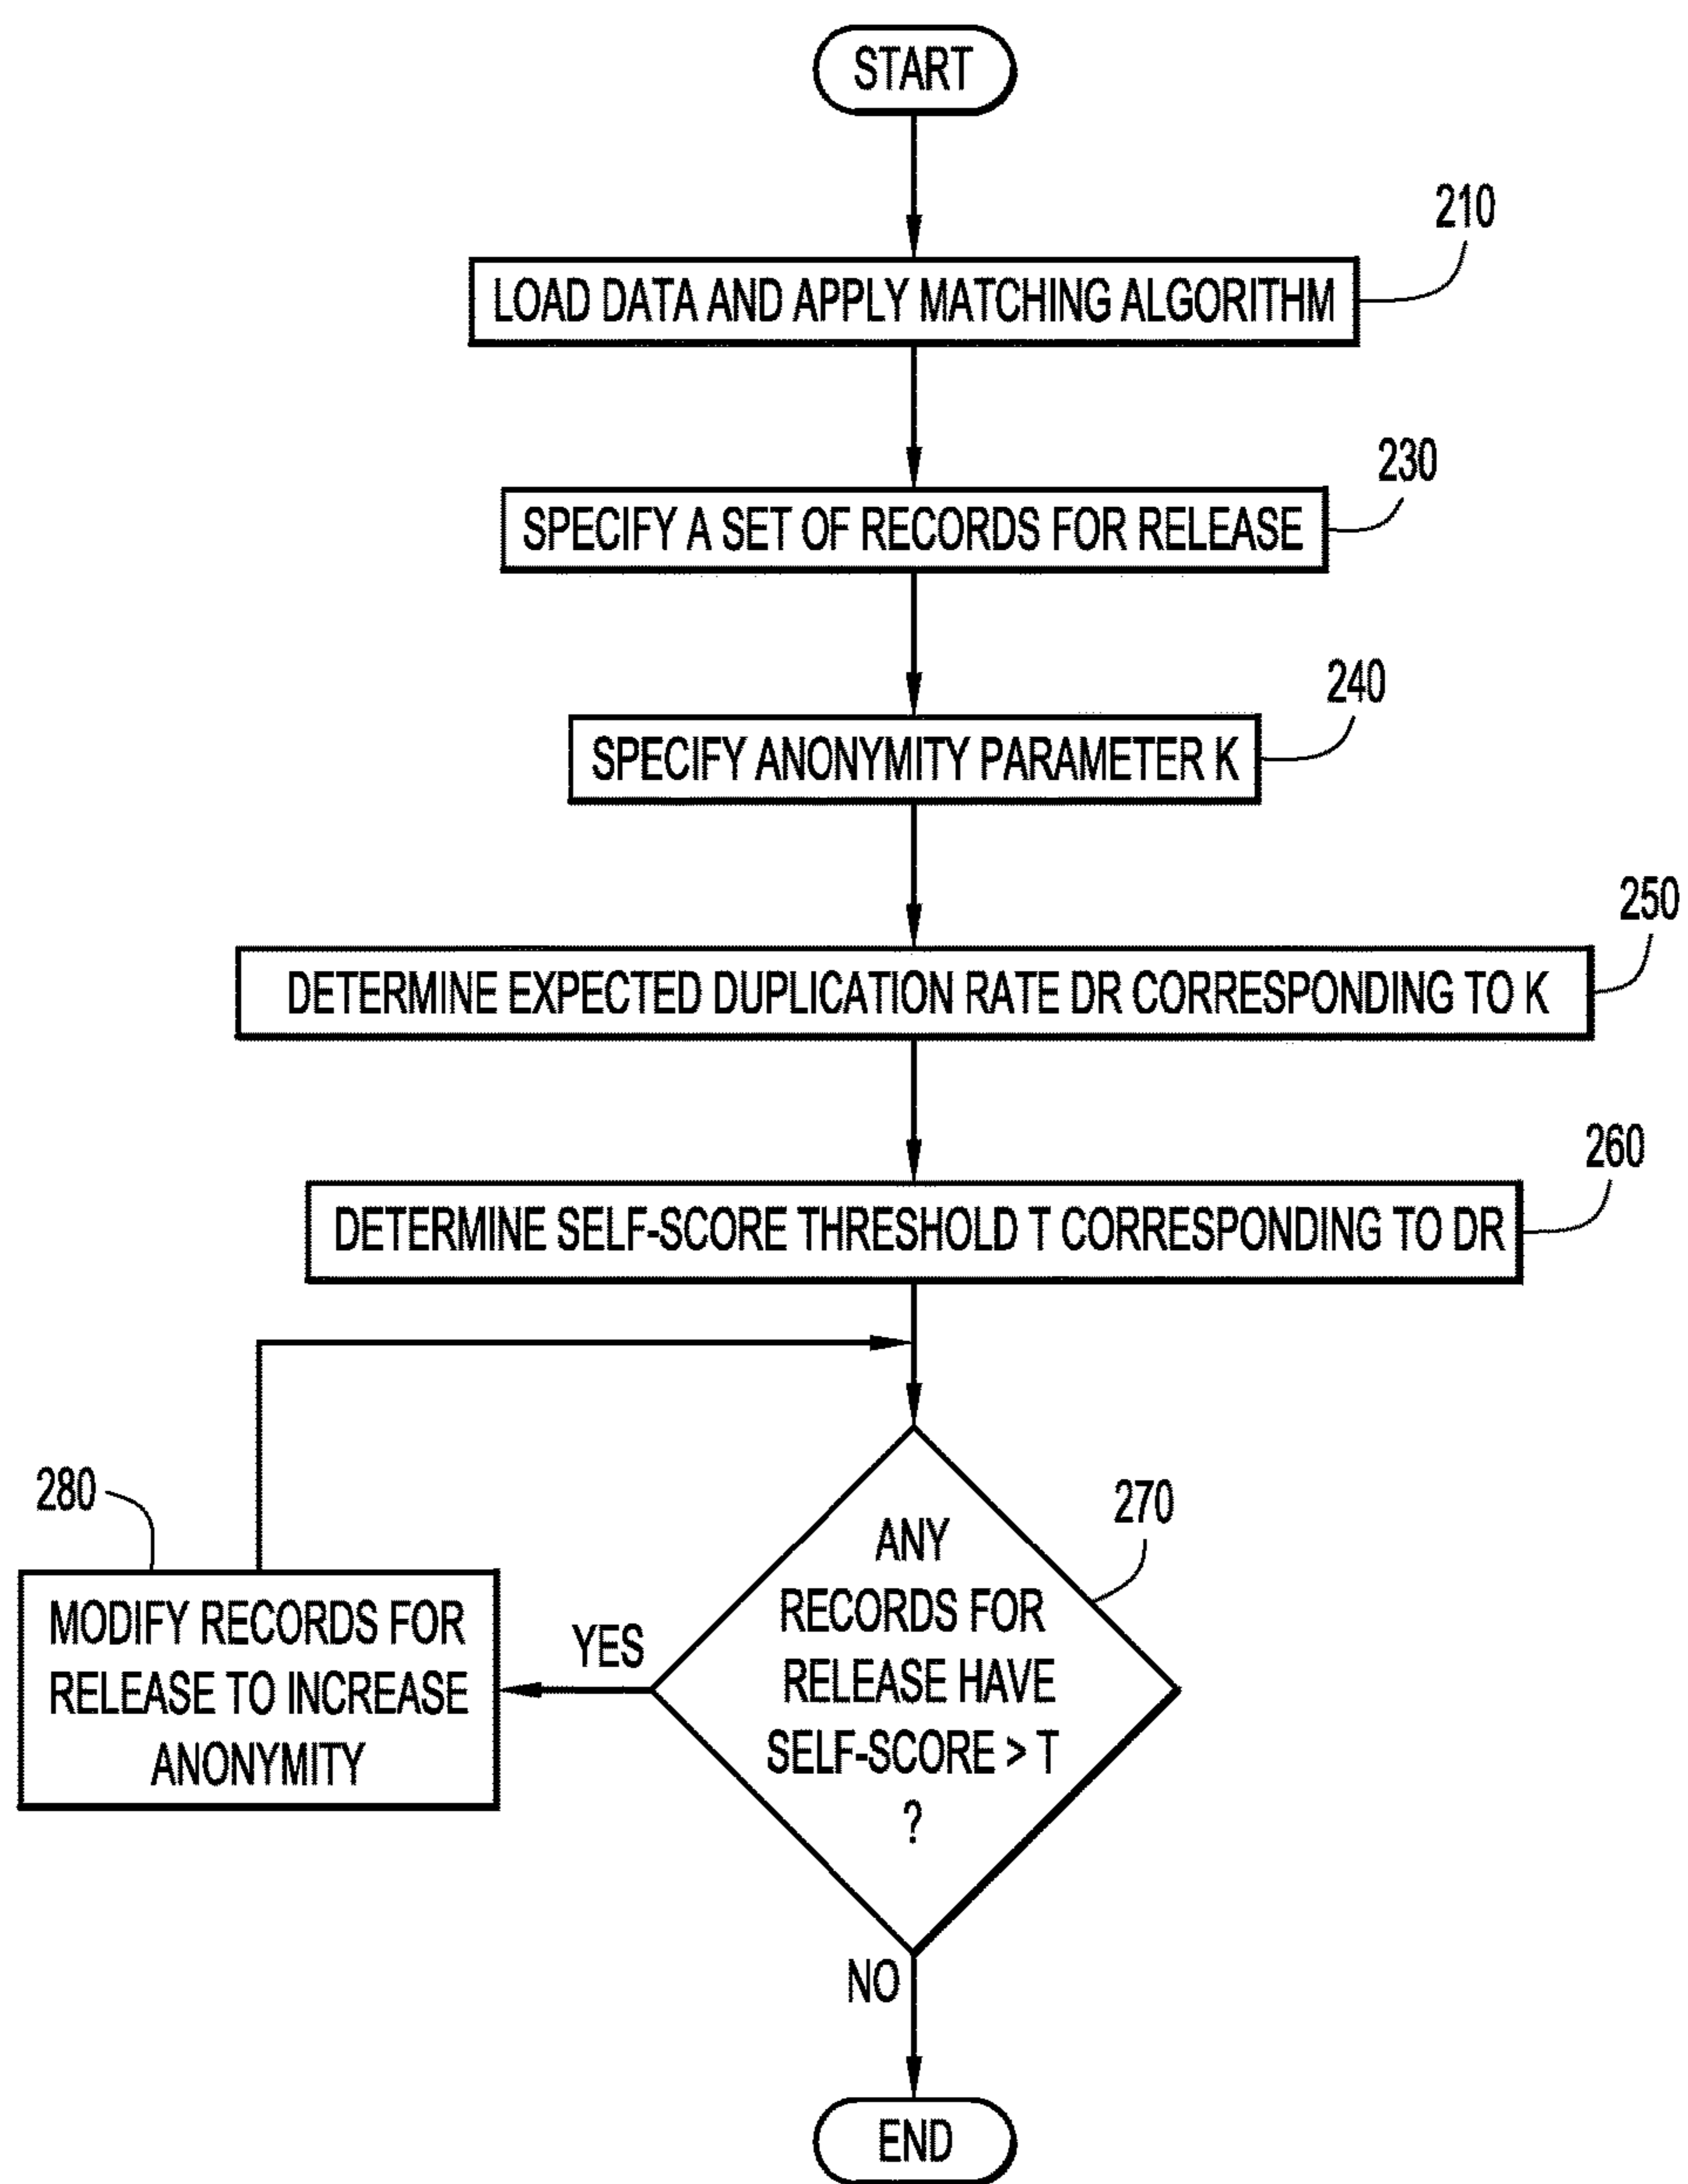 START
210
LOAD DATA AND APPLY MATCHING ALGORITHM
230
SPECIFY A SET OF RECORDS FOR RELEASE
240
SPECIFY ANONYMITY PARAMETER K
250
DETERMINE EXPECTED DUPLICATION RATE DR CORRESPONDING TO K
260
DETERMINE SELF-SCORE THRESHOLD T CORRESPONDING TO DR
270
ANY
RECORDS FOR
RELEASE HAVE
SELF-SCORE > T
?
YES
280
MODIFY RECORDS FOR
RELEASE TO INCREASE
ANONYMITY
NO
END